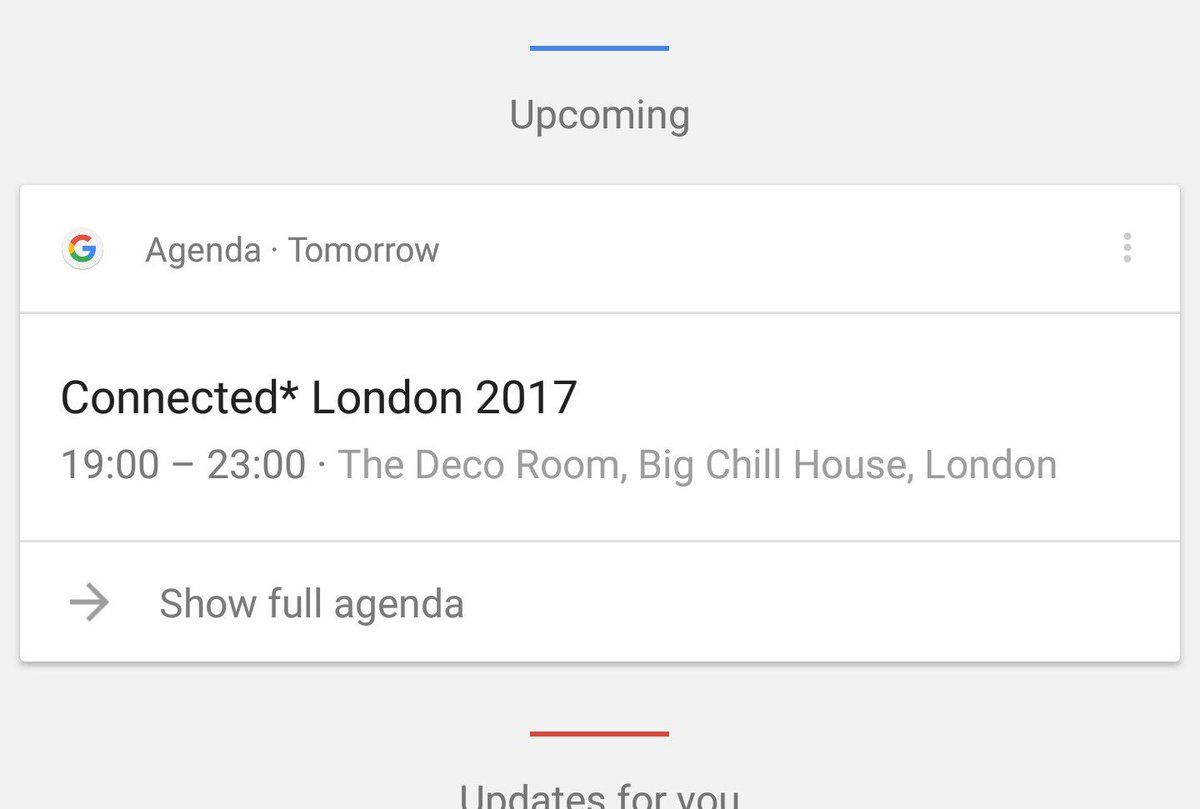 Upcoming
Agenda · Tomorrow
Connected* London 2017
19:00 – 23:00 · The Deco Room, Big Chill House, London
Show full agenda
Updates for you